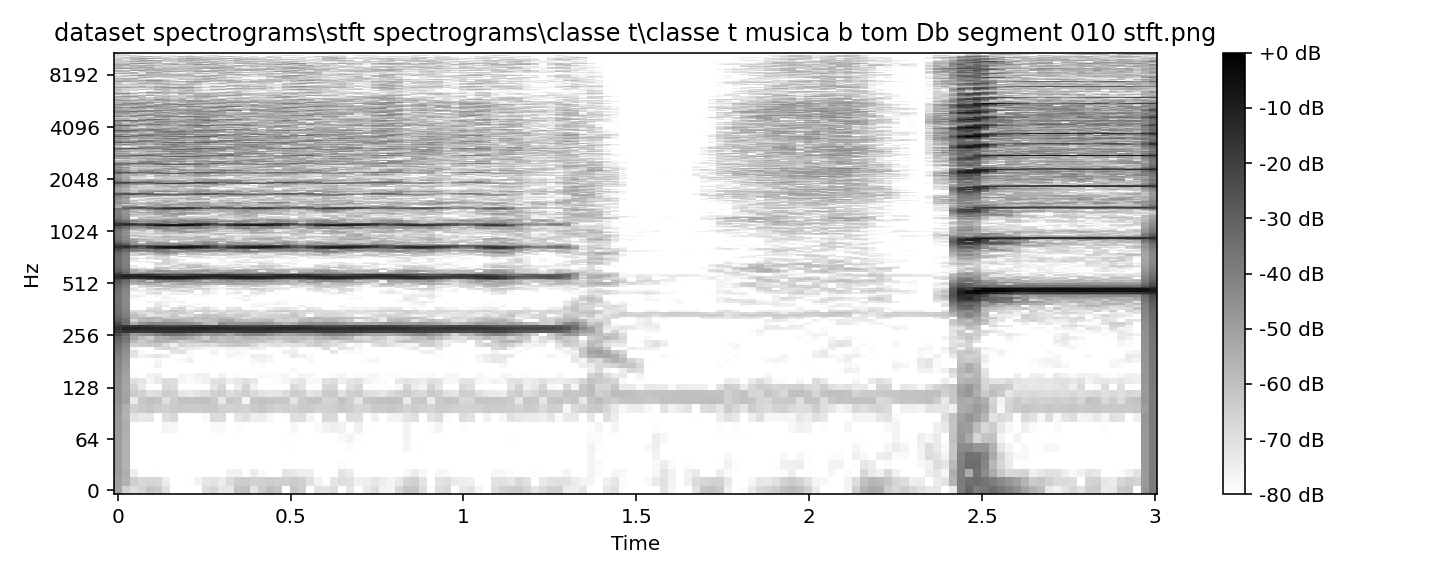 dataset spectrograms\stft spectrograms\classe t\classe t musica b tom Db segment 010 stft.png
8192
4096
2048
1024
512
256
128
64
0
Hz
0
0.5
1
1.5
2
2.5
3
Time
+0 dB
-10 dB
-20 dB
-30 dB
-40 dB
-50 dB
-60 dB
-70 dB
-80 dB